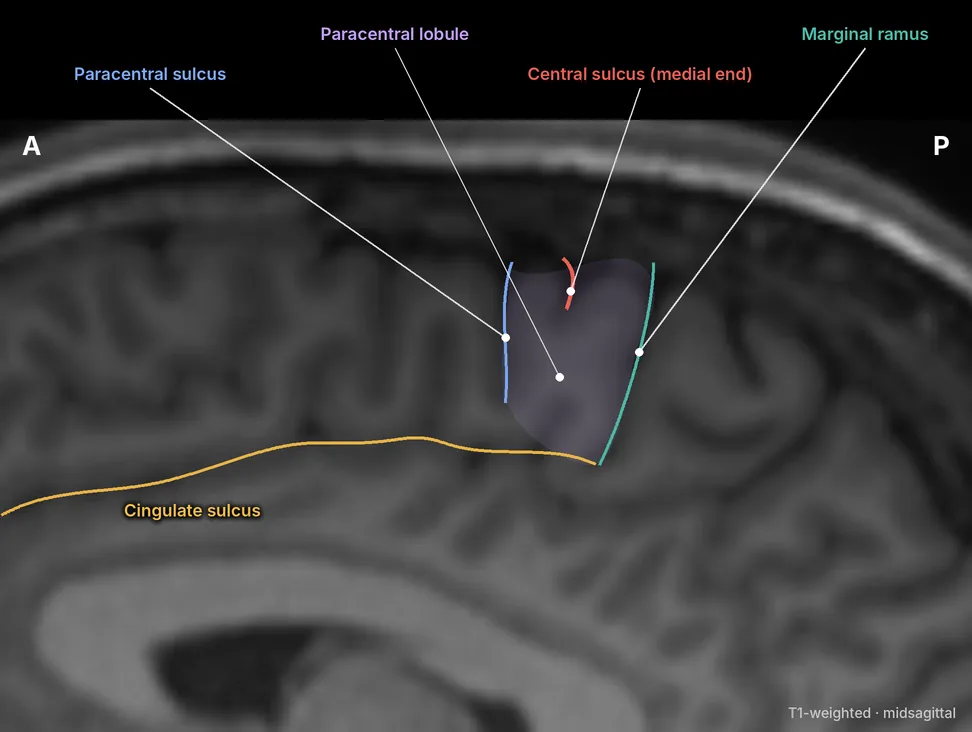 Paracentral lobule
Marginal ramus
Paracentral sulcus
Central sulcus (medial end)
A
P
Cingulate sulcus
T1-weighted · midsagittal